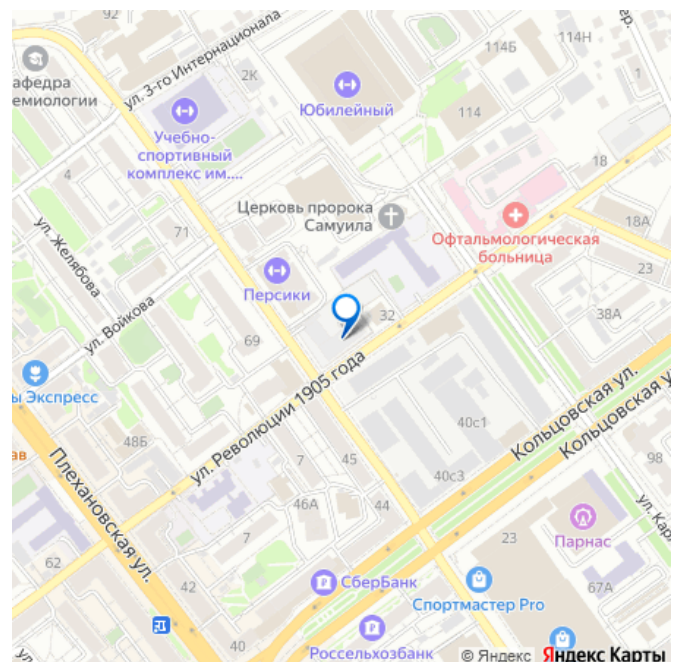 92
афедра
емиологии
ул. 3-го Интернационала
2К
114Б
114Н
Юбилейный
114
Учебно-
спортивный
комплекс им....
4
18
Церковь пророка
Самуила
Офтальмологическая
больница
18А
23
71
ул. Желябова
ул. Войкова
Персики
32
38А
69
ы Экспресс
ул. Революции 1905 года
Кольцовская ул.
Кольцовская ул.
40с1
48Б
ав
Плехановская ул.
7
45
40с3
98
46А
44
ул. Кар
7
23
Парнас
62
42
СберБанк
Спортмастер Pro
67А
40
Россельхозбанк
© Яндекс Яндекс Карты